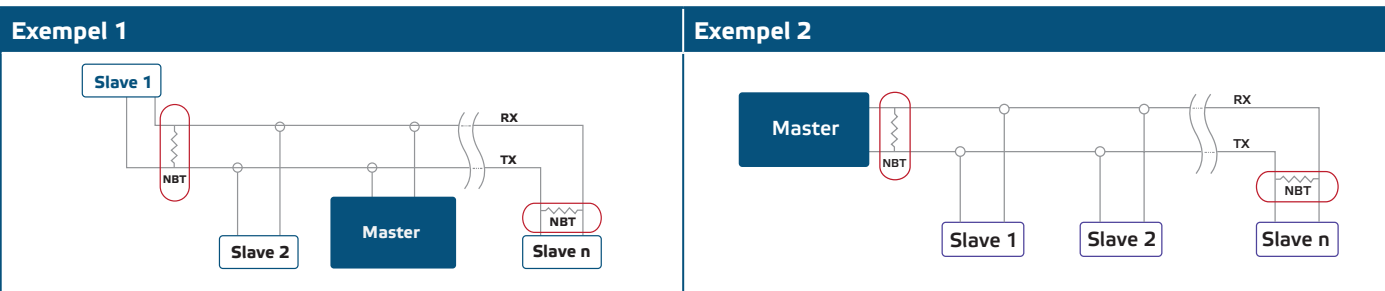 Exempel 1
Slave 1
RX
TX
NBT
NBT
Master
Slave 2
Slave n
Exempel 2
Master
RX
TX
NBT
NBT
Slave 1
Slave 2
Slave n